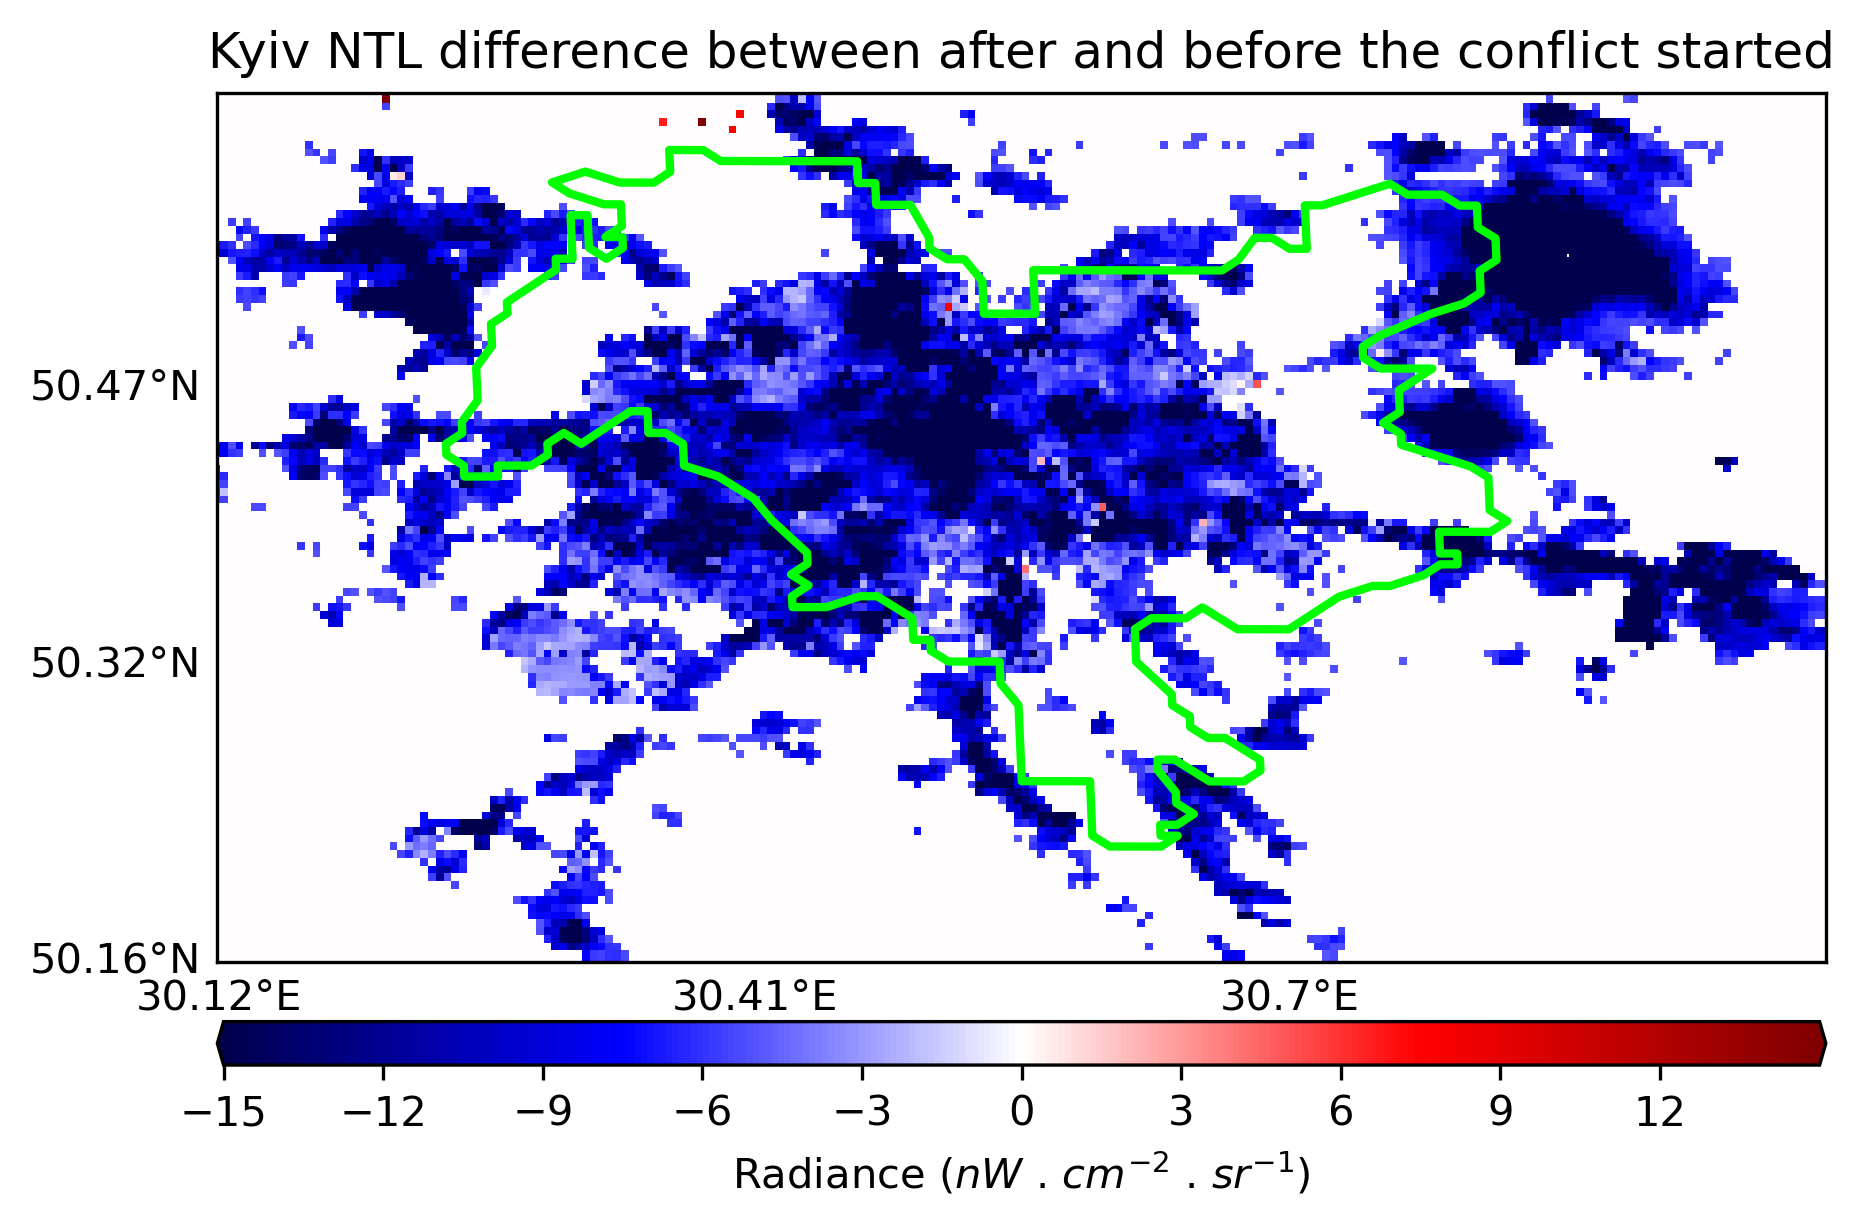 Kyiv NTL difference between after and before the conflict started
50.47°N
50.32°N
50.16°N
30.12°E 30.41°E 30.7°E
−15 −12 −9 −6 −3 0 3 6 9 12
Radiance (nW . cm⁻² . sr⁻¹)